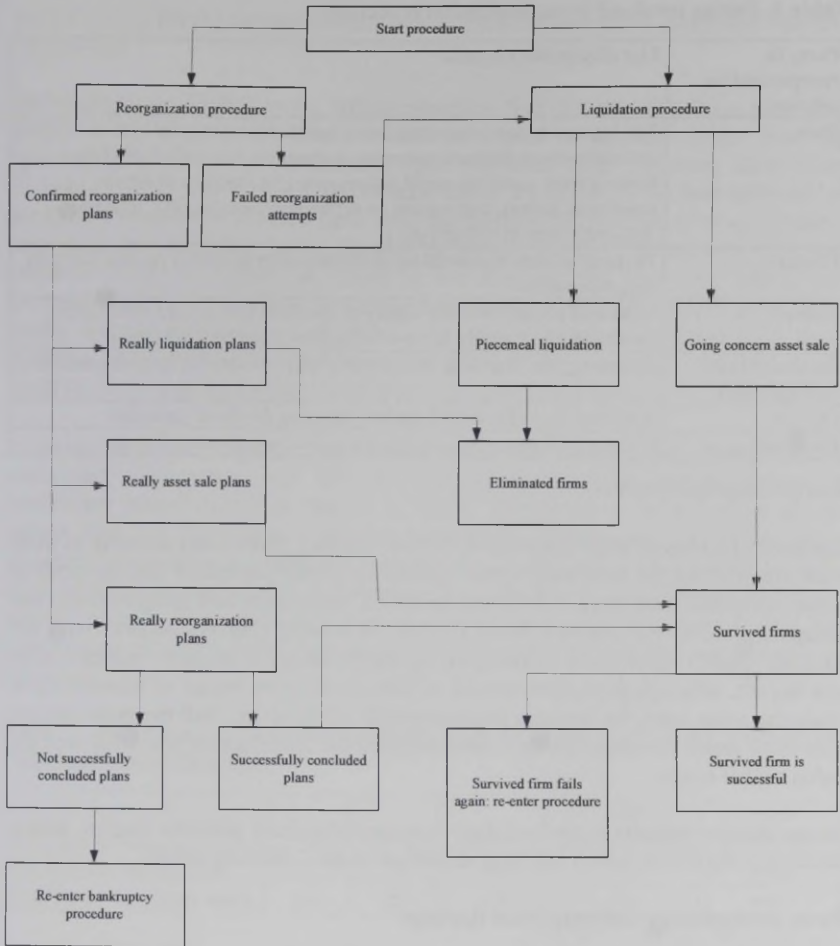 Start procedure
Reorganization procedure
Liquidation procedure
Confirmed reorganization
plans
Failed reorganization
attempts
Really liquidation plans
Piecemeal liquidation
Going concern asset sale
Really asset sale plans
Eliminated firms
Really reorganization
plans
Survived firms
Not successfully
concluded plans
Successfully concluded
plans
Survived firm fails
again: re-enter procedure
Survived firm is
successful
Re-enter bankruptcy
procedure